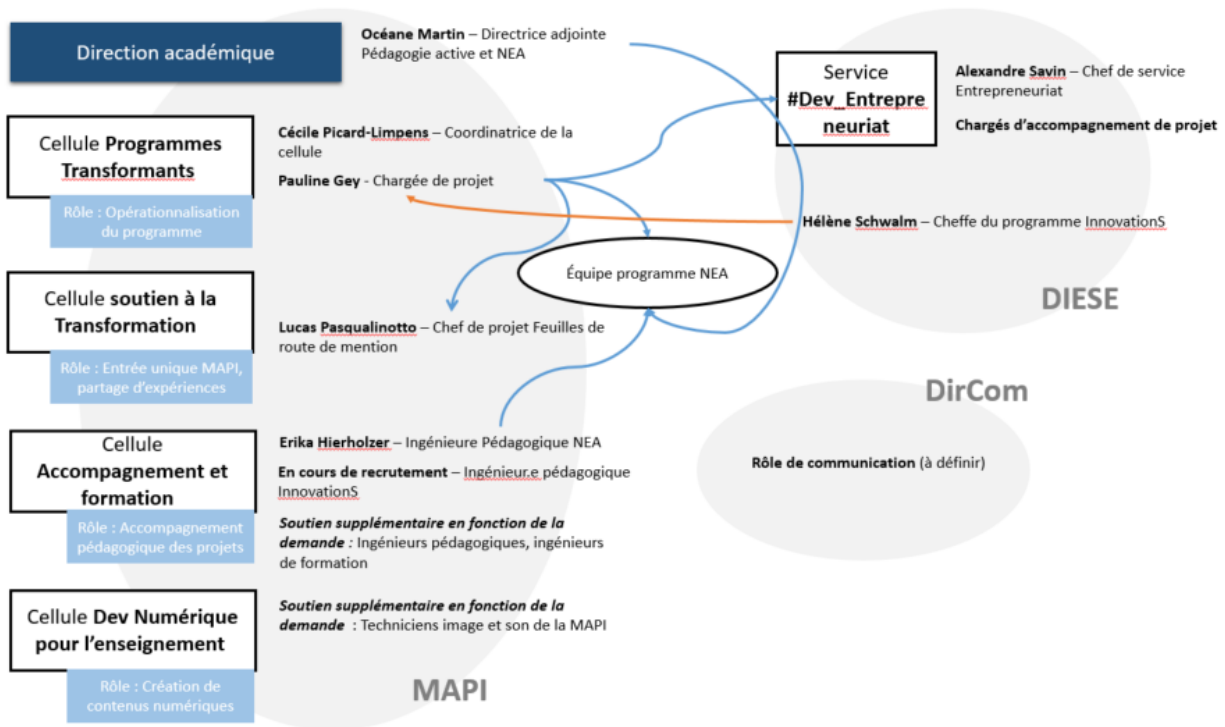 Direction académique
Océane Martin – Directrice adjointe
Pédagogie active et NEA
Service
#Dev_Entrepre
neuriat
Alexandre Savin – Chef de service
Entrepreneuriat
Chargés d'accompagnement de projet
Cellule Programmes
Transformants
Rôle : Opérationnalisation
du programme
Cécile Picard-Limpens – Coordinatrice de la
cellule
Pauline Gey - Chargée de projet
Hélène Schwalm – Cheffe du programme InnovationS
Équipe programme NEA
DIESE
Cellule soutien à la
Transformation
Rôle : Entrée unique MAPI,
partage d'expériences
Lucas Pasqualinotto – Chef de projet Feuilles de
route de mention
DirCom
Rôle de communication (à définir)
Cellule
Accompagnement et
formation
Rôle : Accompagnement
pédagogique des projets
Erika Hierholzer – Ingénieure Pédagogique NEA
En cours de recrutement – Ingénieur.e pédagogique
InnovationS
Soutien supplémentaire en fonction de la
demande : Ingénieurs pédagogiques, ingénieurs
de formation
Cellule Dev Numérique
pour l'enseignement
Rôle : Création de
contenus numériques
Soutien supplémentaire en fonction de la
demande : Techniciens image et son de la MAPI
MAPI